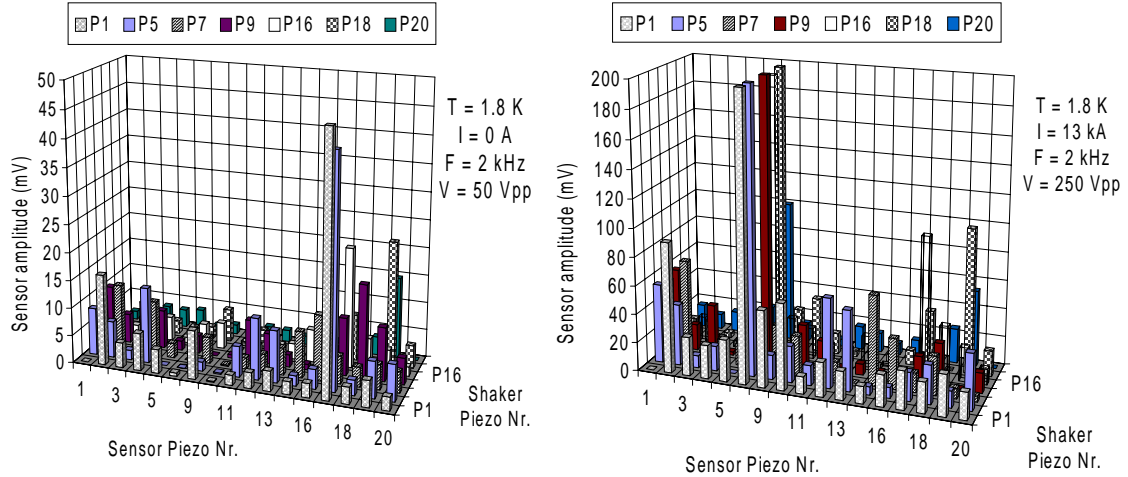 P1 P5 P7 P9 P16 P18 P20
50
45
40
35
30
25
20
15
10
5
0
Sensor amplitude (mV)
T = 1.8 K
I = 0 A
F = 2 kHz
V = 50 Vpp
1 3 5 9 11 13 16 18 20
Sensor Piezo Nr.
P16
P1
Shaker
Piezo Nr.
P1 P5 P7 P9 P16 P18 P20
200
180
160
140
120
100
80
60
40
20
0
Sensor amplitude (mV)
T = 1.8 K
I = 13 kA
F = 2 kHz
V = 250 Vpp
1 3 5 9 11 13 16 18 20
Sensor Piezo Nr.
P16
P1
Shaker
Piezo Nr.